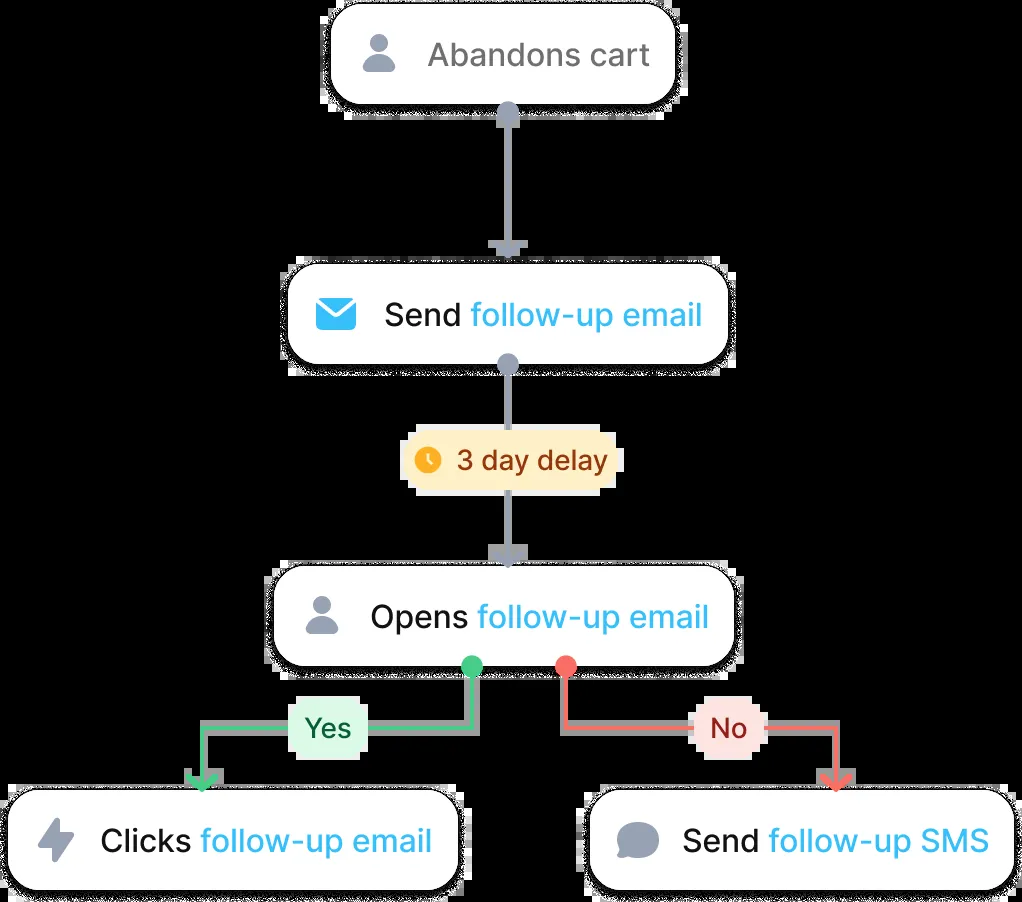 Abandons cart
Send follow-up email
3 day delay
Opens follow-up email
Yes
No
Clicks follow-up email
Send follow-up SMS